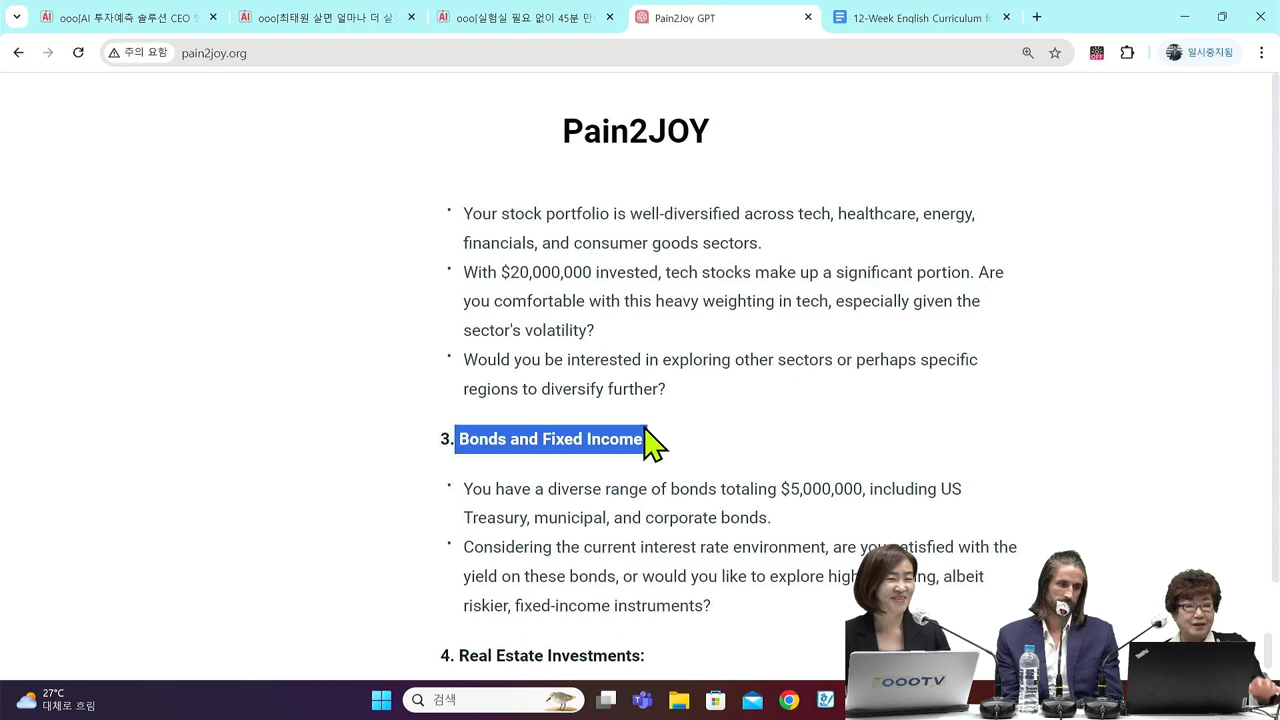 ooo[AI 투자예측 솔루션 CEO
ooo[최태원 살면 얼마나 더 살
ooo[실험실 필요 없이 45분 만
Pain2Joy GPT
12-Week English Curriculum fo
주의 요함
pain2joy.org
OFF
일시중지됨
Pain2JOY
Your stock portfolio is well-diversified across tech, healthcare, energy,
financials, and consumer goods sectors.
With $20,000,000 invested, tech stocks make up a significant portion. Are
you comfortable with this heavy weighting in tech, especially given the
sector's volatility?
Would you be interested in exploring other sectors or perhaps specific
regions to diversify further?
3. Bonds and Fixed Income
You have a diverse range of bonds totaling $5,000,000, including US
Treasury, municipal, and corporate bonds.
Considering the current interest rate environment, are you satisfied with the
yield on these bonds, or would you like to explore albeit
riskier, fixed-income instruments?
4. Real Estate Investments:
OOOTV
ThinkPad
27°C
대체로 흐림
검색